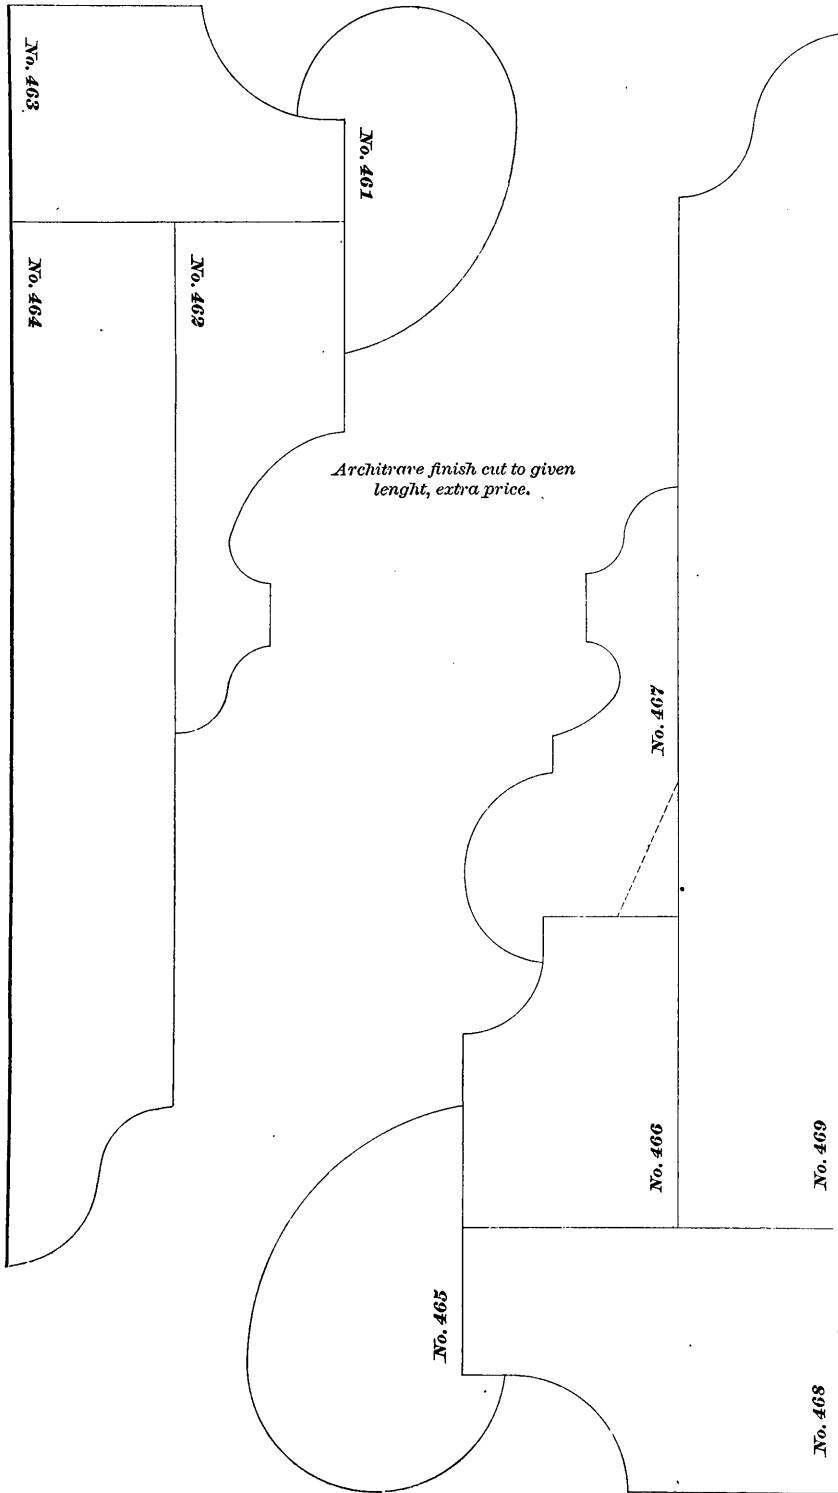 No. 463
No. 461
No. 464
No. 462
Architrave finish cut to given
lenght, extra price.
No. 467
No. 466
No. 469
No. 465
No. 468